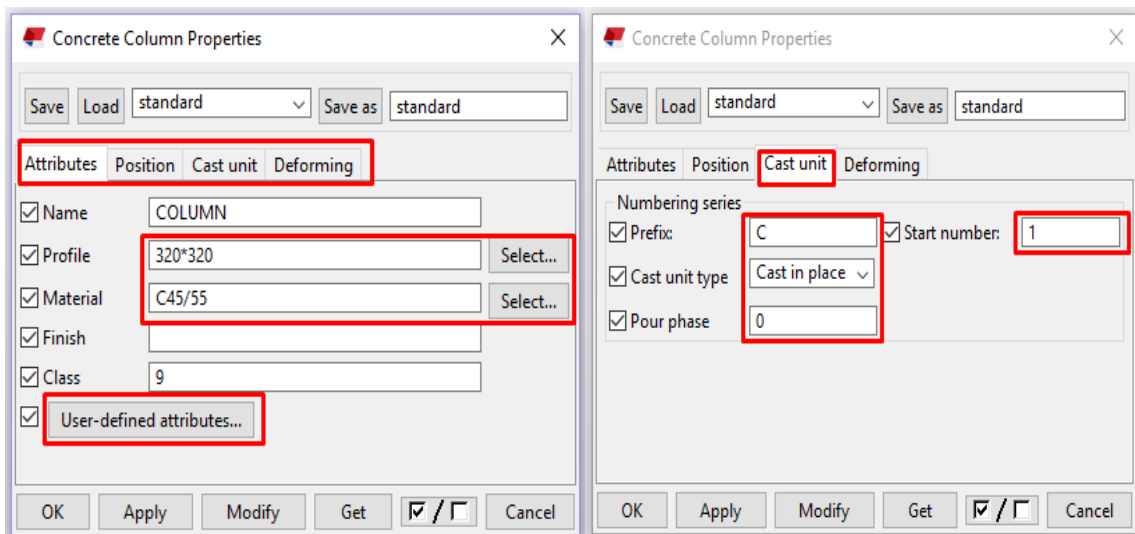 Concrete Column Properties
Save Load standard Save as standard
Attributes Position Cast unit Deforming
Name COLUMN
Profile 320*320 Select...
Material C45/55 Select...
Finish
Class 9
User-defined attributes...
OK Apply Modify Get / Cancel
Concrete Column Properties
Save Load standard Save as standard
Attributes Position Cast unit Deforming
Numbering series
Prefix: C Start number: 1
Cast unit type Cast in place
Pour phase 0
OK Apply Modify Get / Cancel